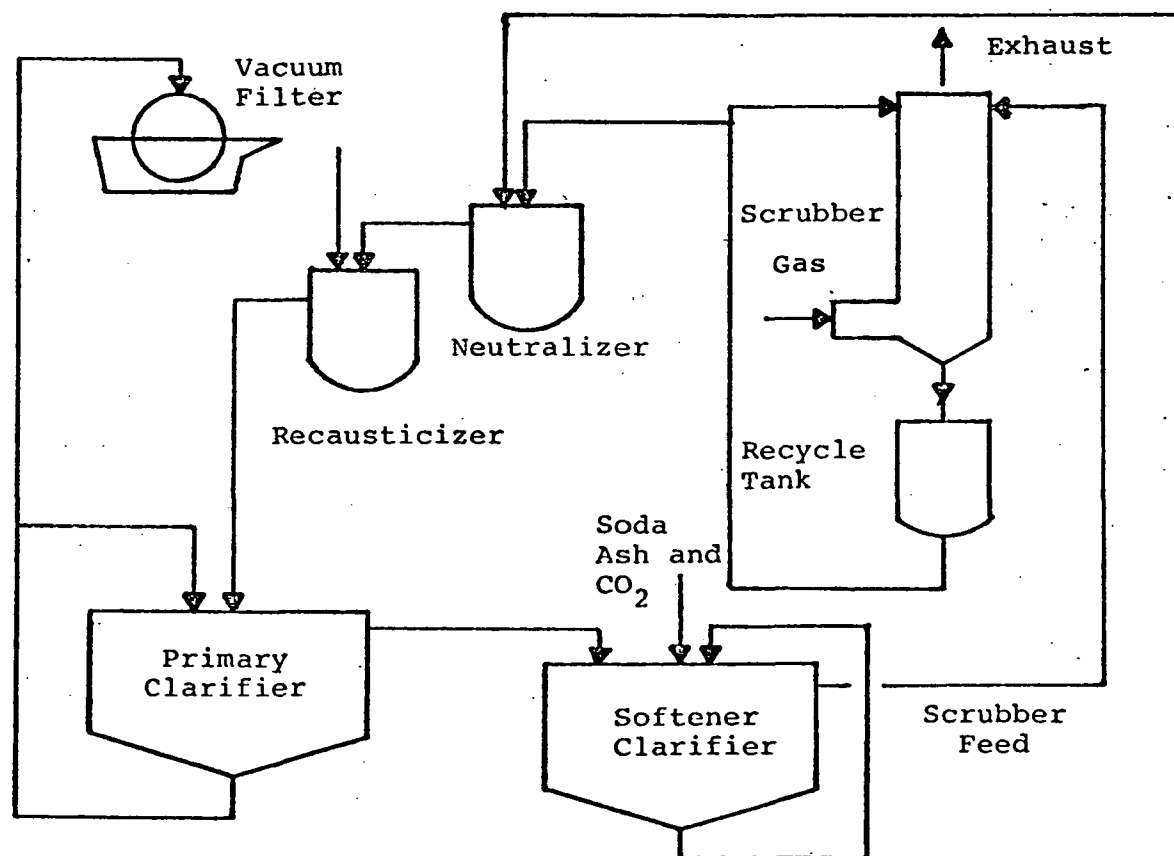 Exhaust
Vacuum
Filter
Scrubber
Gas
Neutralizer
Recausticizer
Recycle
Tank
Soda
Ash and
CO2
Primary
Clarifier
Softener
Clarifier
Scrubber
Feed